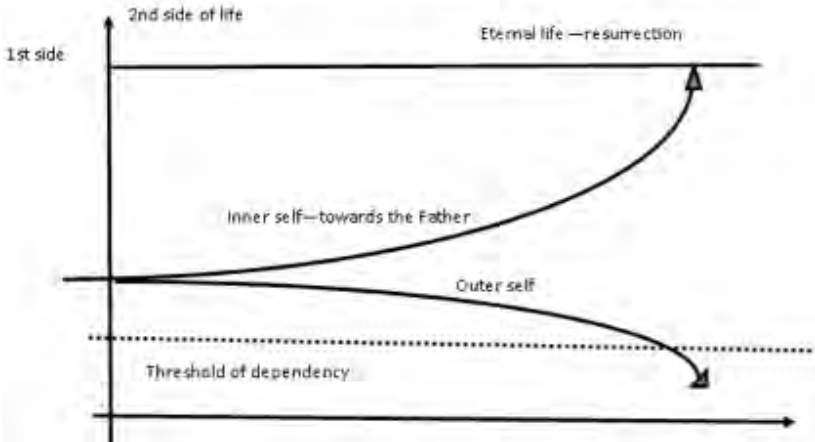 2nd side of life
Eternal life—resurrection
1st side
Inner self—towards the Father
Outer self
Threshold of dependency